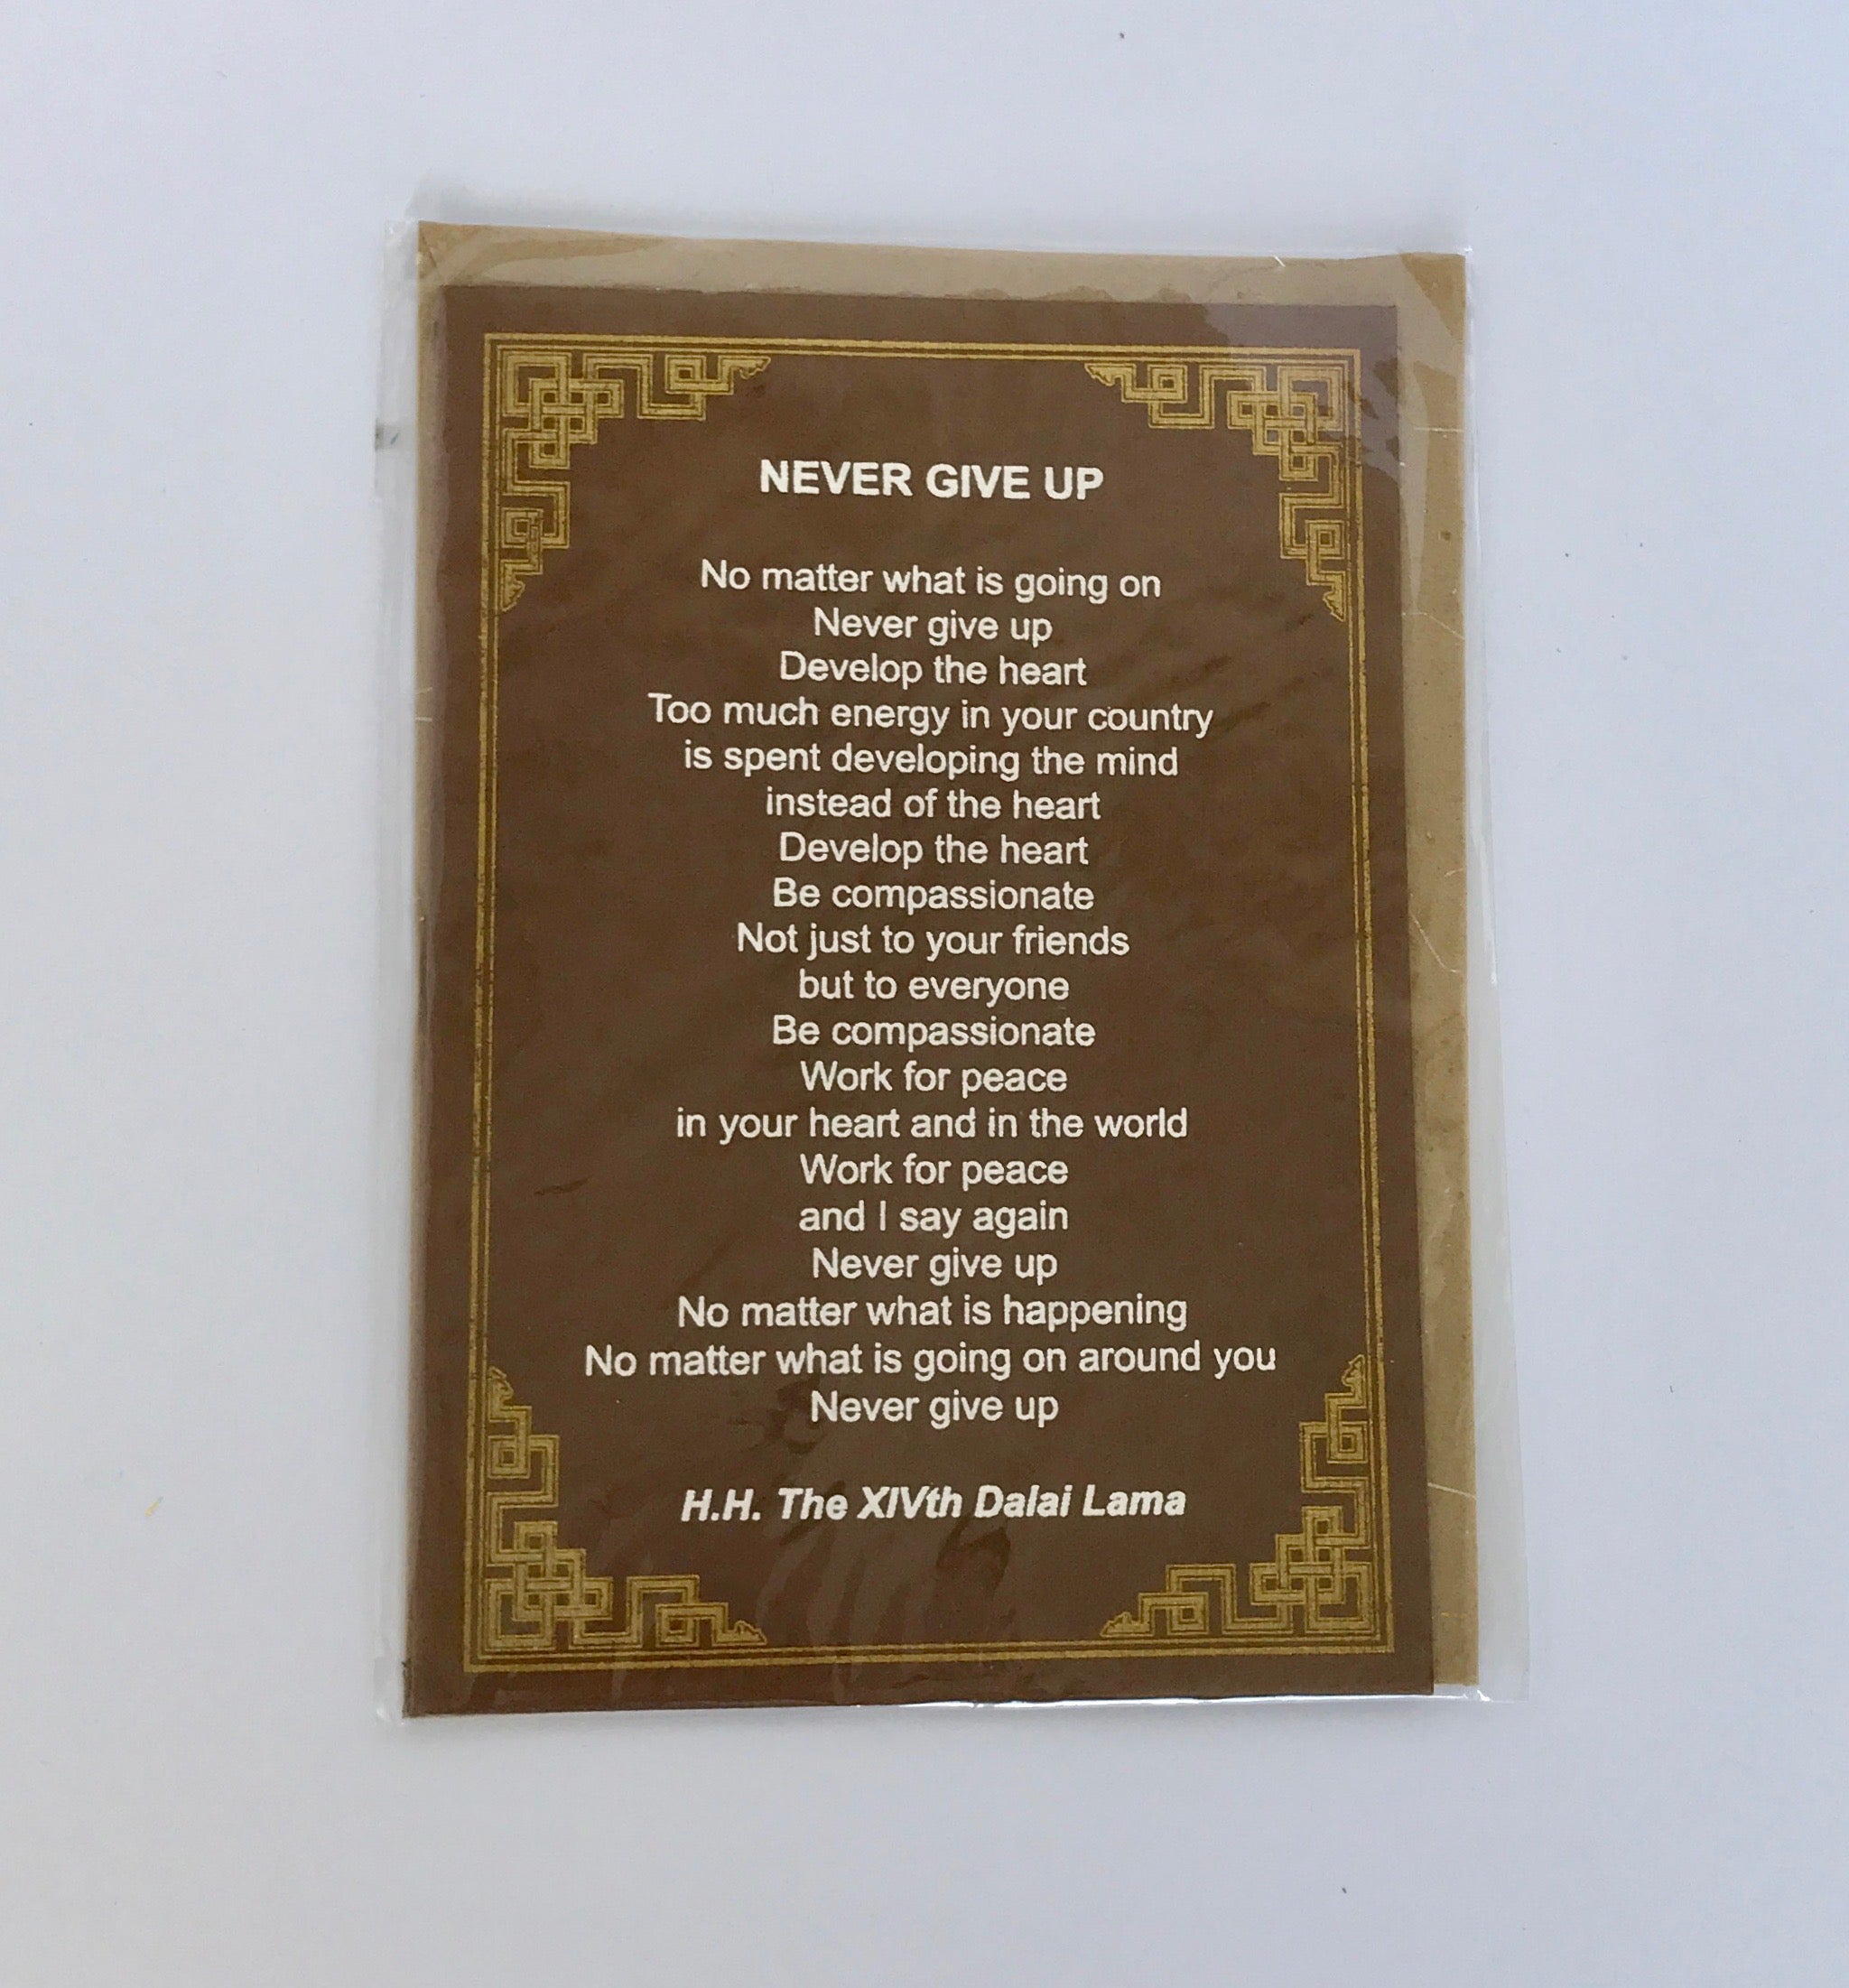 NEVER GIVE UP
No matter what is going on
Never give up
Develop the heart
Too much energy in your country
is spent developing the mind
instead of the heart
Develop the heart
Be compassionate
Not just to your friends
but to everyone
Be compassionate
Work for peace
in your heart and in the world
Work for peace
and I say again
Never give up
No matter what is happening
No matter what is going on around you
Never give up
H.H. The XIVth Dalai Lama